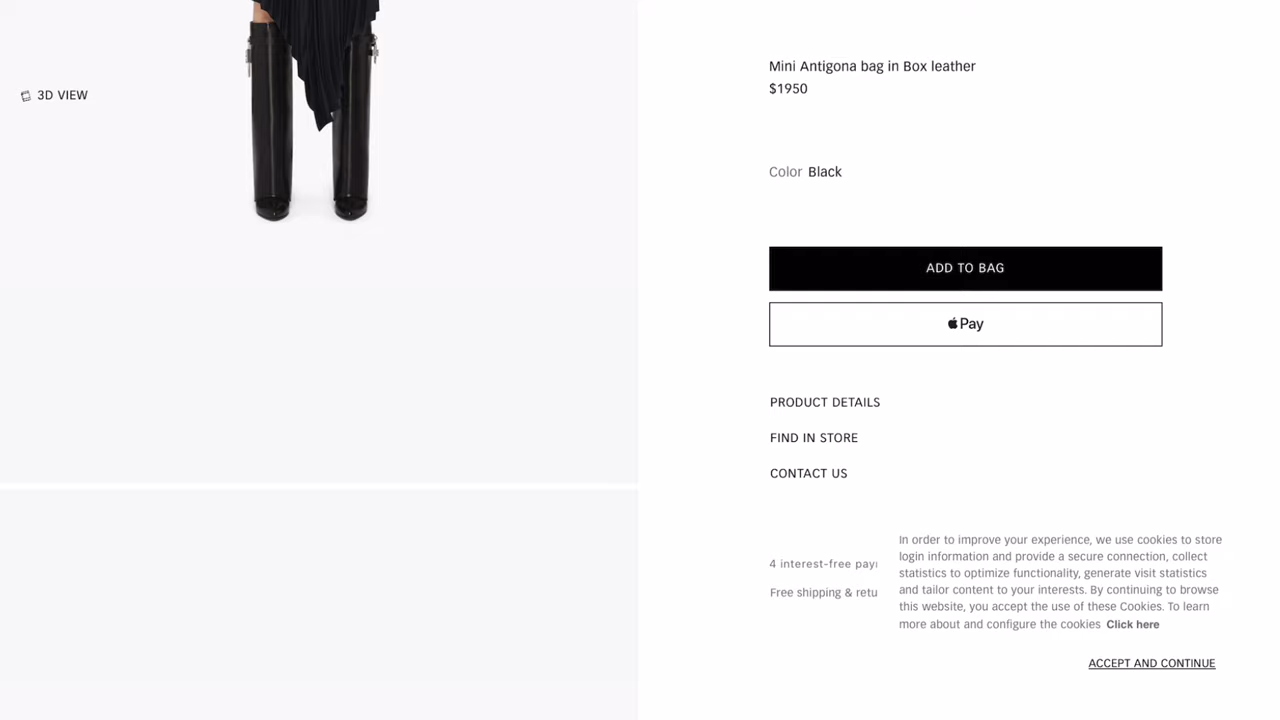 3D VIEW
Mini Antigona bag in Box leather
$1950
Color Black
ADD TO BAG
Pay
PRODUCT DETAILS
FIND IN STORE
CONTACT US
4 interest-free pay
Free shipping & retu
In order to improve your experience, we use cookies to store
login information and provide a secure connection, collect
statistics to optimize functionality, generate visit statistics
and tailor content to your interests. By continuing to browse
this website, you accept the use of these Cookies. To learn
more about and configure the cookies Click here
ACCEPT AND CONTINUE